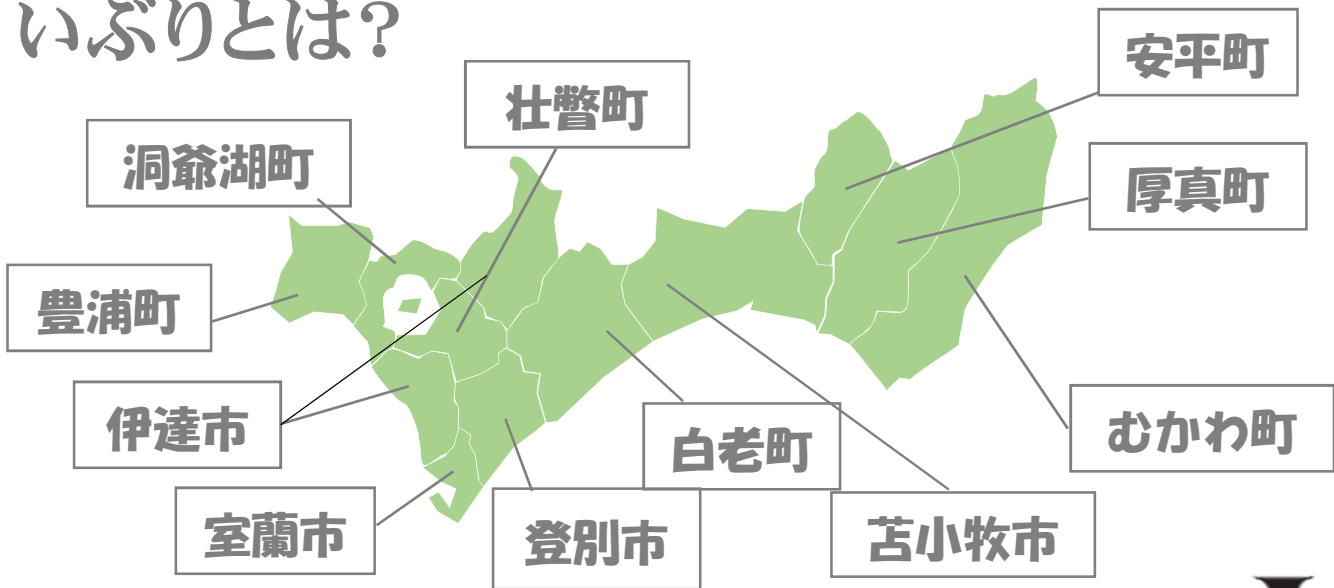 いぶりとは?
安平町
壮瞥町
洞爺湖町
厚真町
豊浦町
伊達市
むかわ町
白老町
室蘭市
登別市
苫小牧市